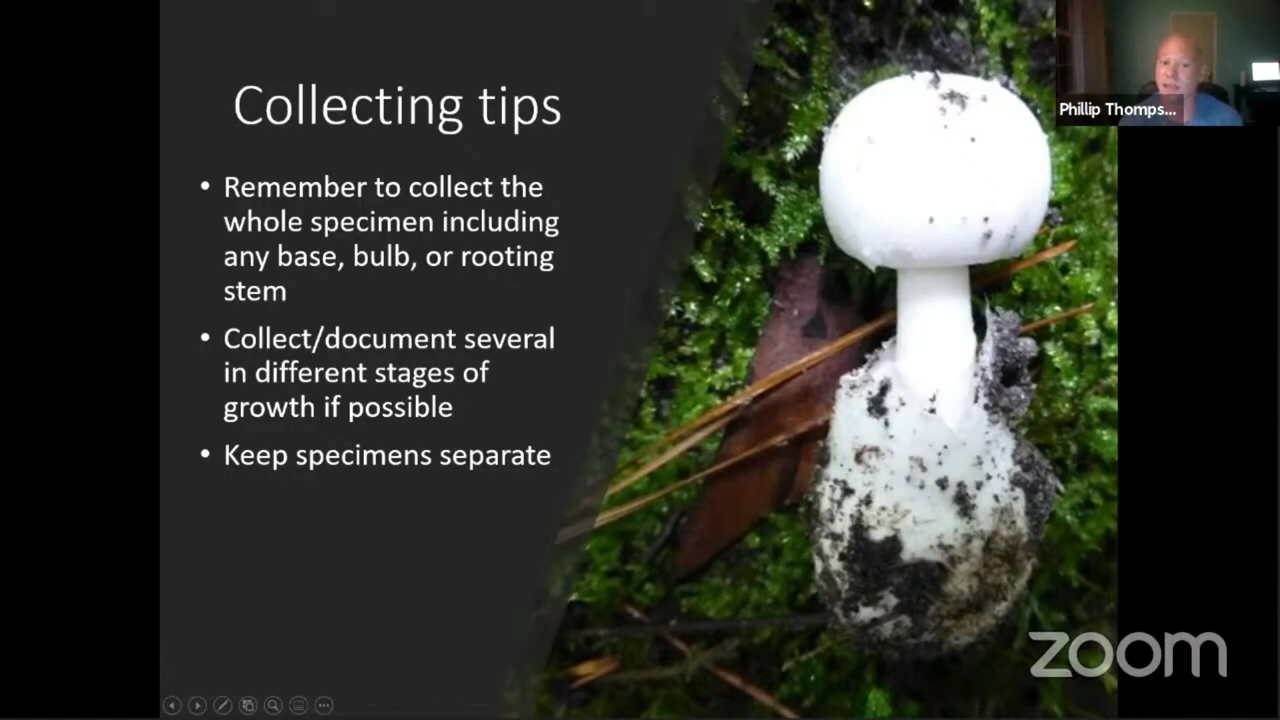 Collecting tips
• Remember to collect the
whole specimen including
any base, bulb, or rooting
stem
• Collect/document several
in different stages of
growth if possible
• Keep specimens separate
Phillip Thomps...
zoom